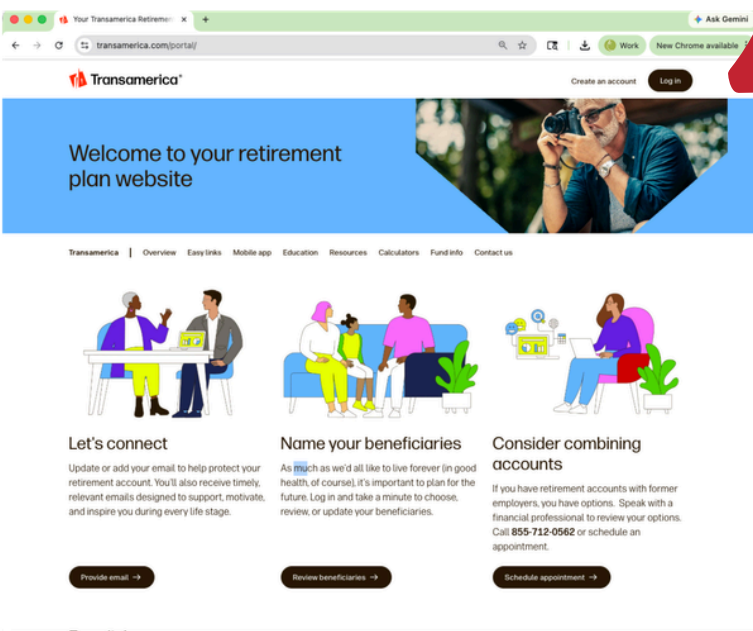 Your Transamerica Retiremen
Ask Gemini
transamerica.com/portal/
Work
New Chrome available
Transamerica®
Create an account
Log in
Welcome to your retirement
plan website
Transamerica | Overview Easy links Mobile app Education Resources Calculators Fund info Contact us
Let's connect
Update or add your email to help protect your
retirement account. You'll also receive timely,
relevant emails designed to support, motivate,
and inspire you during every life stage.
Provide email →
Name your beneficiaries
As much as we'd all like to live forever (in good
health, of course), it's important to plan for the
future. Log in and take a minute to choose,
review, or update your beneficiaries.
Review beneficiaries →
Consider combining
accounts
If you have retirement accounts with former
employers, you have options. Speak with a
financial professional to review your options.
Call 855-712-0562 or schedule an
appointment.
Schedule appointment →